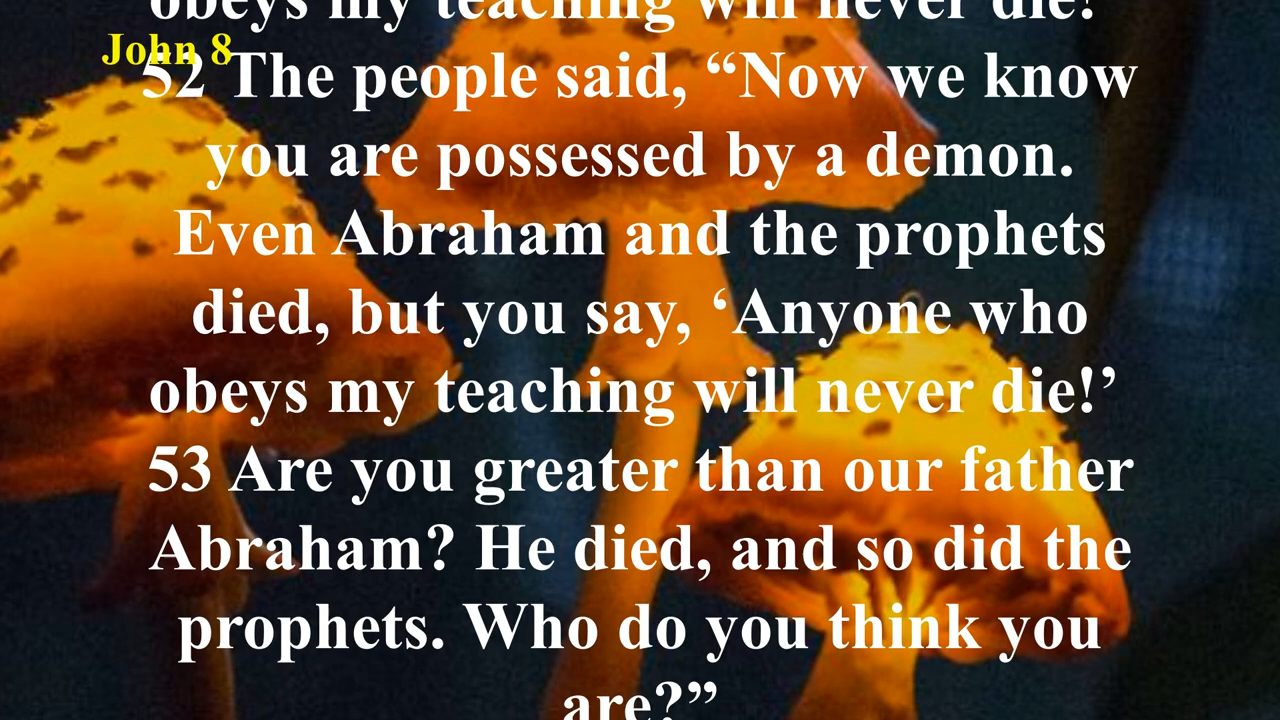 obeys my teaching will never die!
John 8
52 The people said, “Now we know
you are possessed by a demon.
Even Abraham and the prophets
died, but you say, ‘Anyone who
obeys my teaching will never die!’
53 Are you greater than our father
Abraham? He died, and so did the
prophets. Who do you think you
are?”